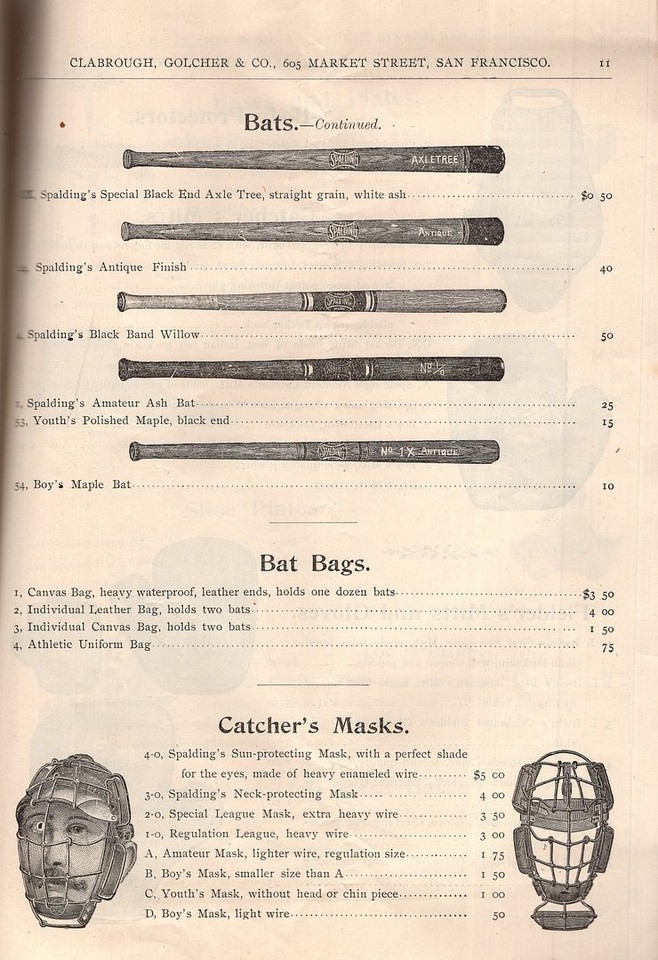 CLABROUGH, GOLCHER & CO., 605 MARKET STREET, SAN FRANCISCO. 11
Bats.—Continued.
SPALDING AXLETREE
Spalding's Special Black End Axle Tree, straight grain, white ash $0 50
SPALDING ANTIQUE
Spalding's Antique Finish 40
SPALDING
Spalding's Black Band Willow 50
Spalding's Amateur Ash Bat 25
53, Youth's Polished Maple, black end 15
SPALDING No 1X ANTIQUE
54, Boy's Maple Bat 10
Bat Bags.
1, Canvas Bag, heavy waterproof, leather ends, holds one dozen bats $3 50
2, Individual Leather Bag, holds two bats 4 00
3, Individual Canvas Bag, holds two bats 1 50
4, Athletic Uniform Bag 75
Catcher's Masks.
4-0, Spalding's Sun-protecting Mask, with a perfect shade
for the eyes, made of heavy enameled wire $5 00
3-0, Spalding's Neck-protecting Mask 4 00
2-0, Special League Mask, extra heavy wire 3 50
1-0, Regulation League, heavy wire 3 00
A, Amateur Mask, lighter wire, regulation size 1 75
B, Boy's Mask, smaller size than A 1 50
C, Youth's Mask, without head or chin piece 1 00
D, Boy's Mask, light wire 50